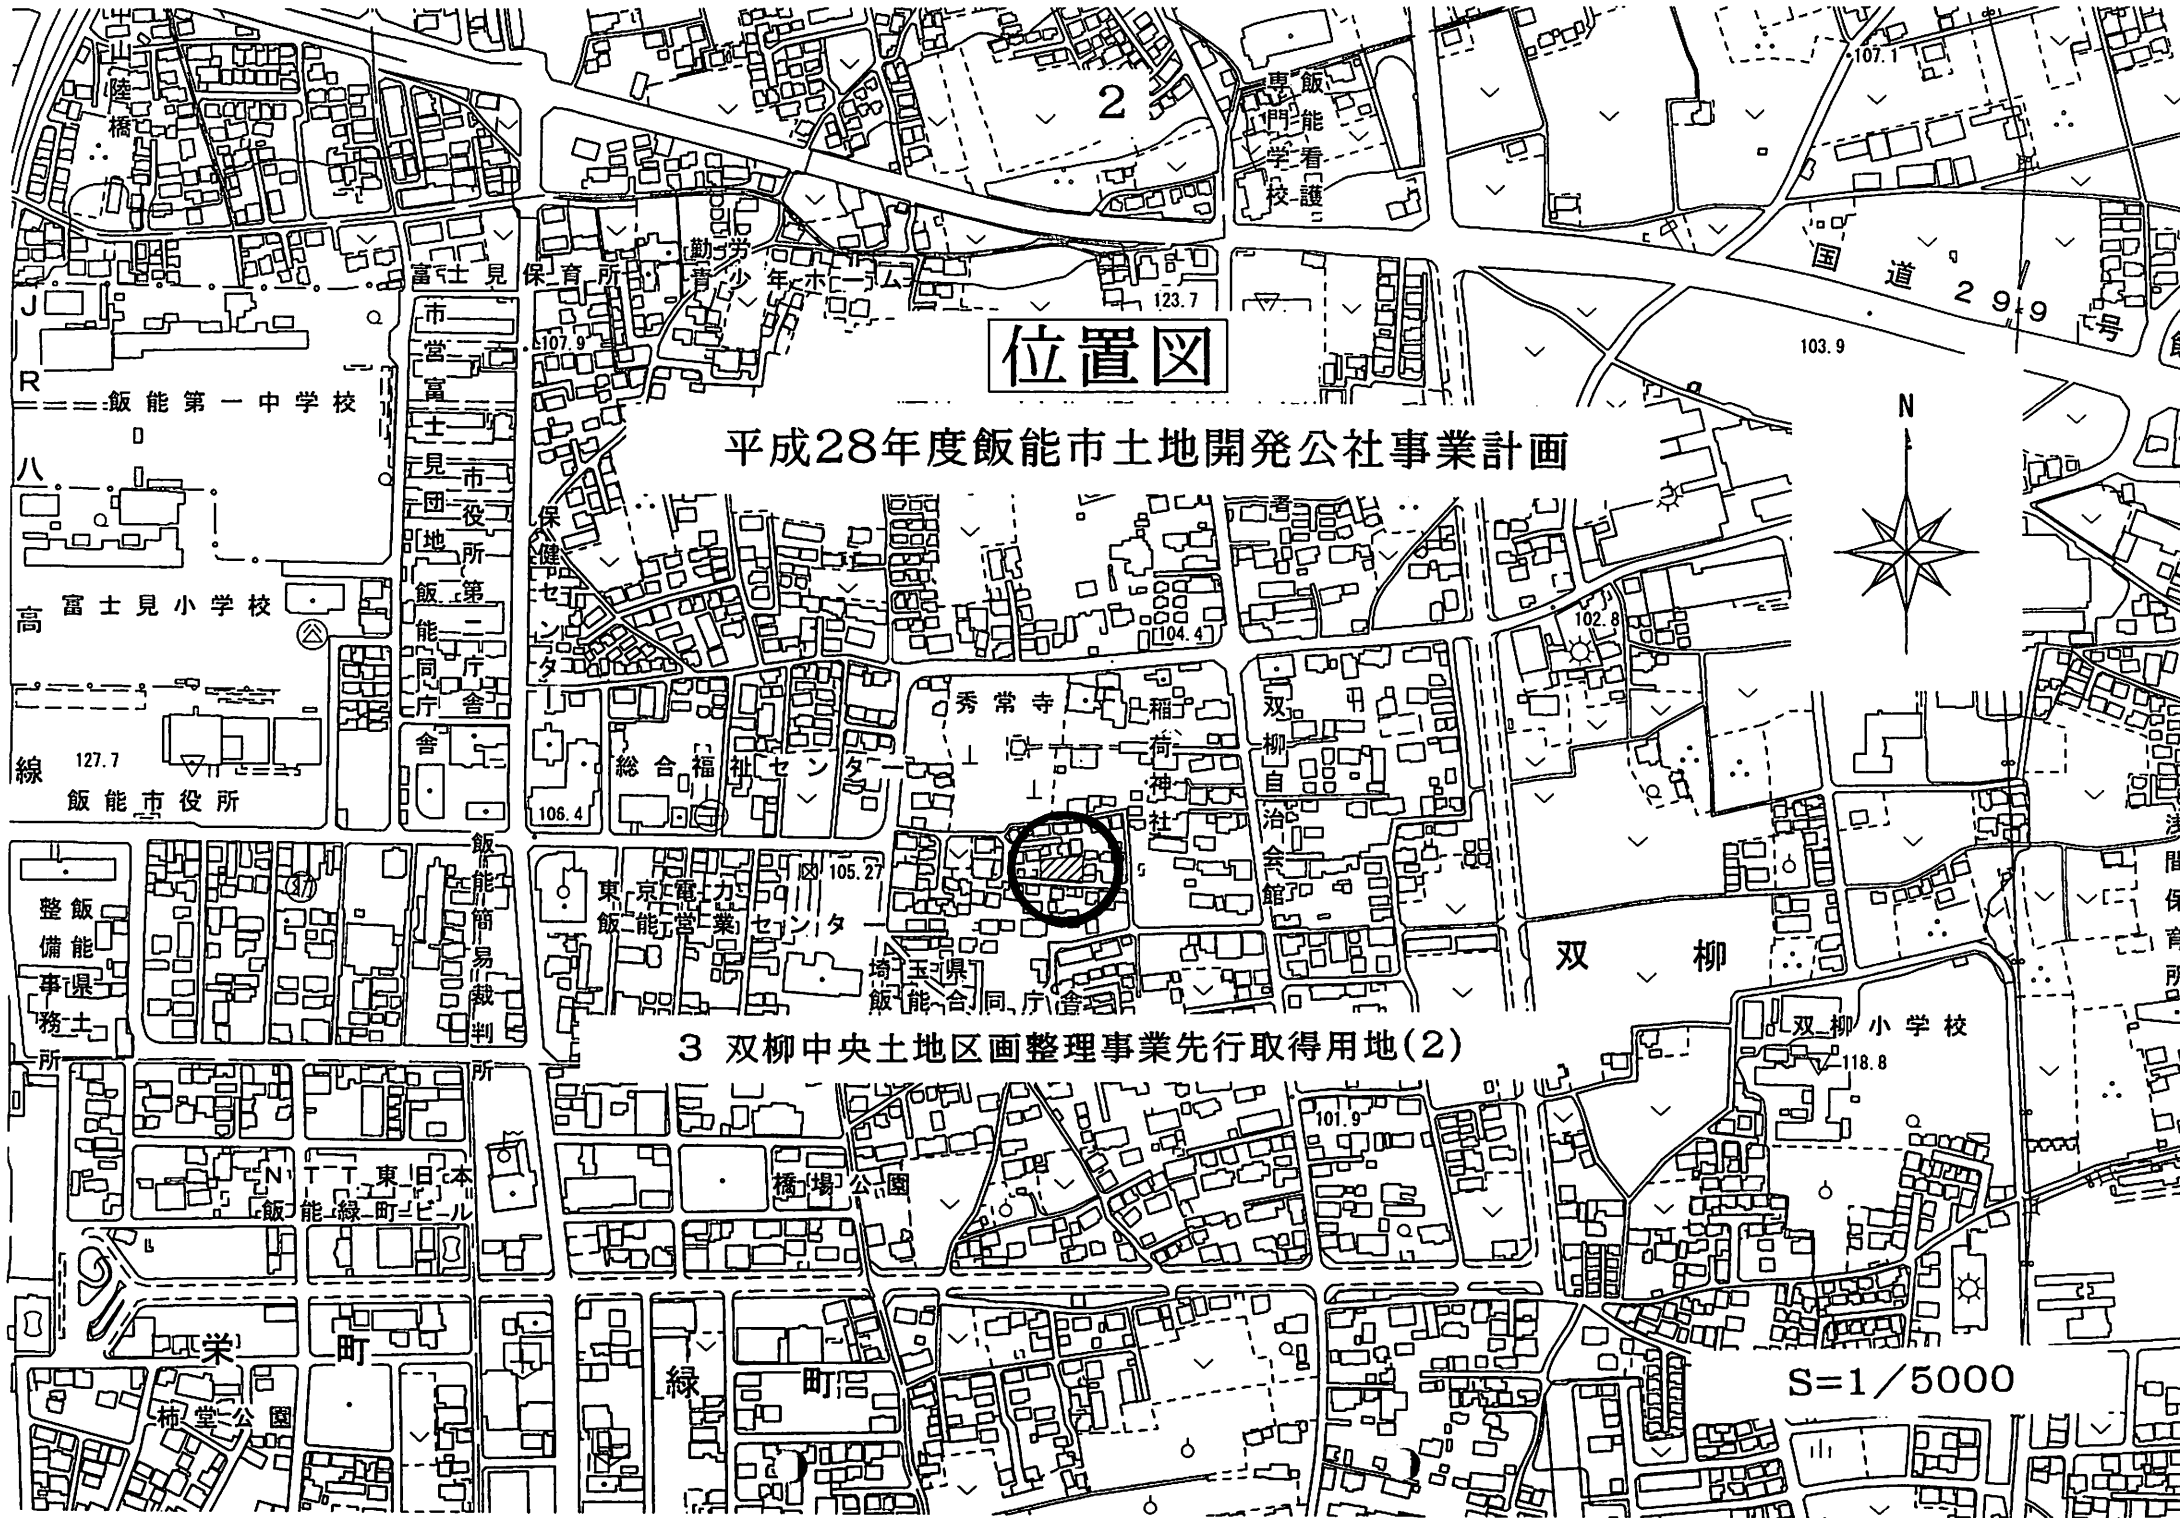 山陸橋
2
飯能看護
専門学校
107.1
国道299号
勤労
青少年ホーム
富士見保育所
123.7
103.9
位置図
平成28年度飯能市土地開発公社事業計画
N
JR八高線
107.9
市営富士見団地
飯能第一中学校
市役所第二庁舎
保健センター
富士見小学校
飯能同庁舎
署
102.8
104.4
秀常寺
稲荷神社
双柳自治会館
127.7
総合福祉センター
飯能市役所
106.4
飯能簡易裁判所
105.27
東京電力
飯能営業センター
飯能県土
整備事務所
埼玉県
飯能合同庁舎
双柳
浅間保育所
双柳小学校
118.8
3 双柳中央土地区画整理事業先行取得用地(2)
101.9
NTT東日本
飯能緑町ビル
橋場公園
栄町
緑町
柿堂公園
S=1/5000